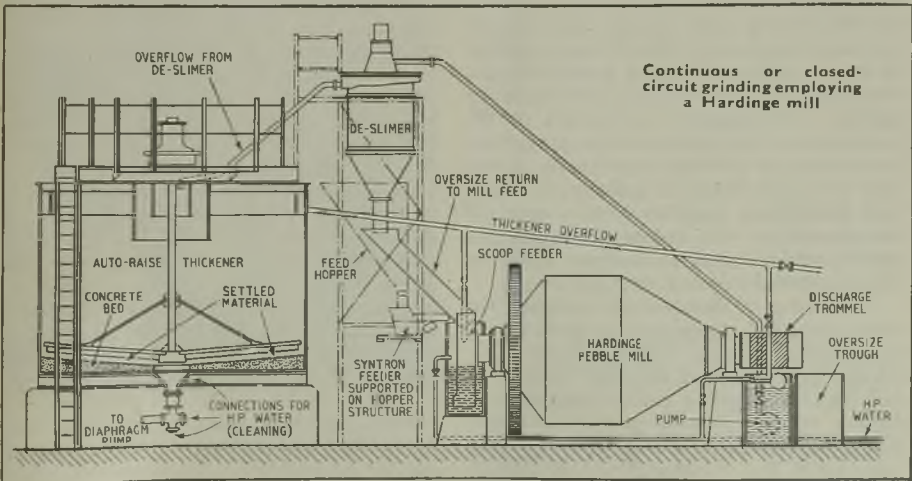 OVERFLOW FROM
DE-SLIMER
Continuous or closed-
circuit grinding employing
a Hardinge mill
DE-SLIMER
OVERSIZE RETURN
TO MILL FEED
THICKENER OVERFLOW
FEED
HOPPER
SCOOP FEEDER
AUTO-RAISE THICKENER
CONCRETE
BED
SETTLED
MATERIAL
DISCHARGE
TROMMEL
HARDINGE
PEBBLE MILL
OVERSIZE
TROUGH
SYNTRON
FEEDER
SUPPORTED
ON HOPPER
STRUCTURE
TO
DIAPHRAGM
PUMP
CONNECTIONS FOR
H.P. WATER
(CLEANING)
PUMP
H.P.
WATER